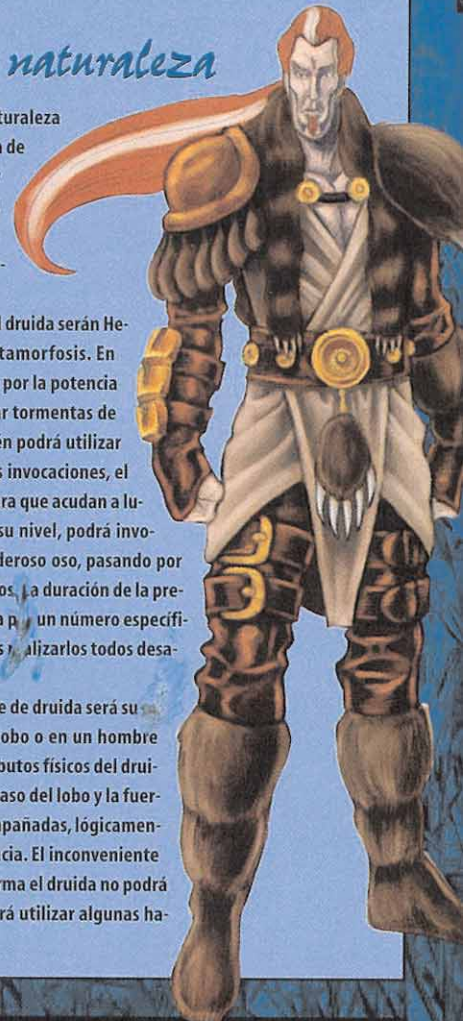 naturaleza
turaleza
de
-
l druida serán He-
tamorfosis. En
por la potencia
ar tormentas de
én podrá utilizar
s invocaciones, el
ra que acudan a lu-
su nivel, podrá invo-
deroso oso, pasando por
os. La duración de la pre-
a un número específi-
s alizarlos todos desa-
e de druida será su
lobo o en un hombre
butos físicos del drui-
aso del lobo y la fuer-
mpañadas, lógicamen-
cia. El inconveniente
rma el druida no podrá
rá utilizar algunas ha-